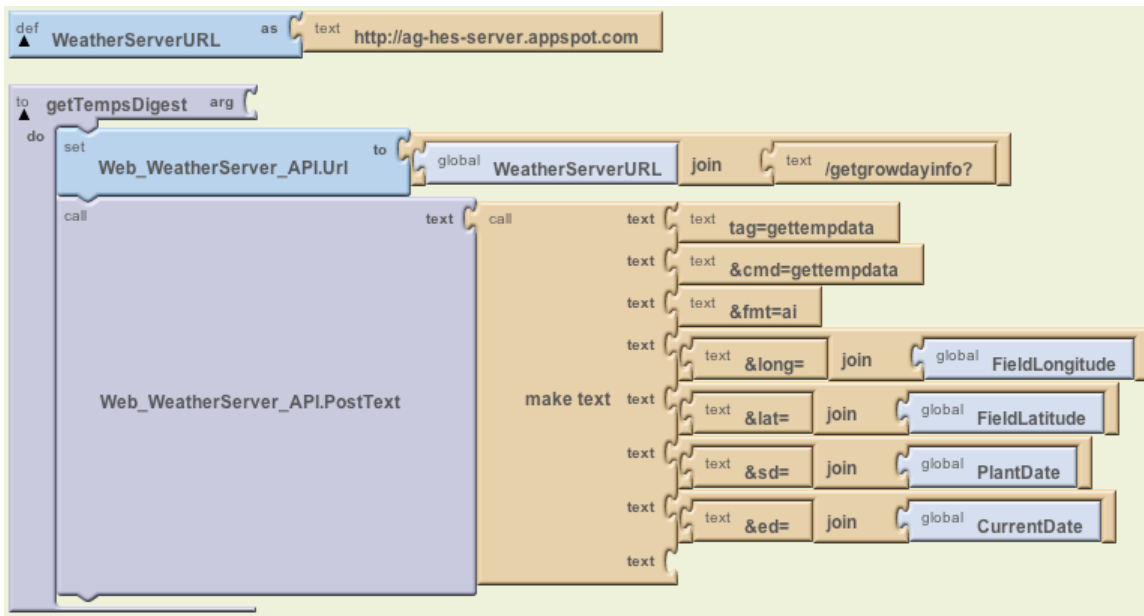 def WeatherServerURL as text http://ag-hes-server.appspot.com
to getTempsDigest arg
do
set Web_WeatherServer_API.Url to global WeatherServerURL join text /getgrowdayinfo?
call Web_WeatherServer_API.PostText text call make text text text tag=gettempdata
text text &cmd=gettempdata
text text &fmt=ai
text text &long= join global FieldLongitude
text text &lat= join global FieldLatitude
text text &sd= join global PlantDate
text text &ed= join global CurrentDate
text